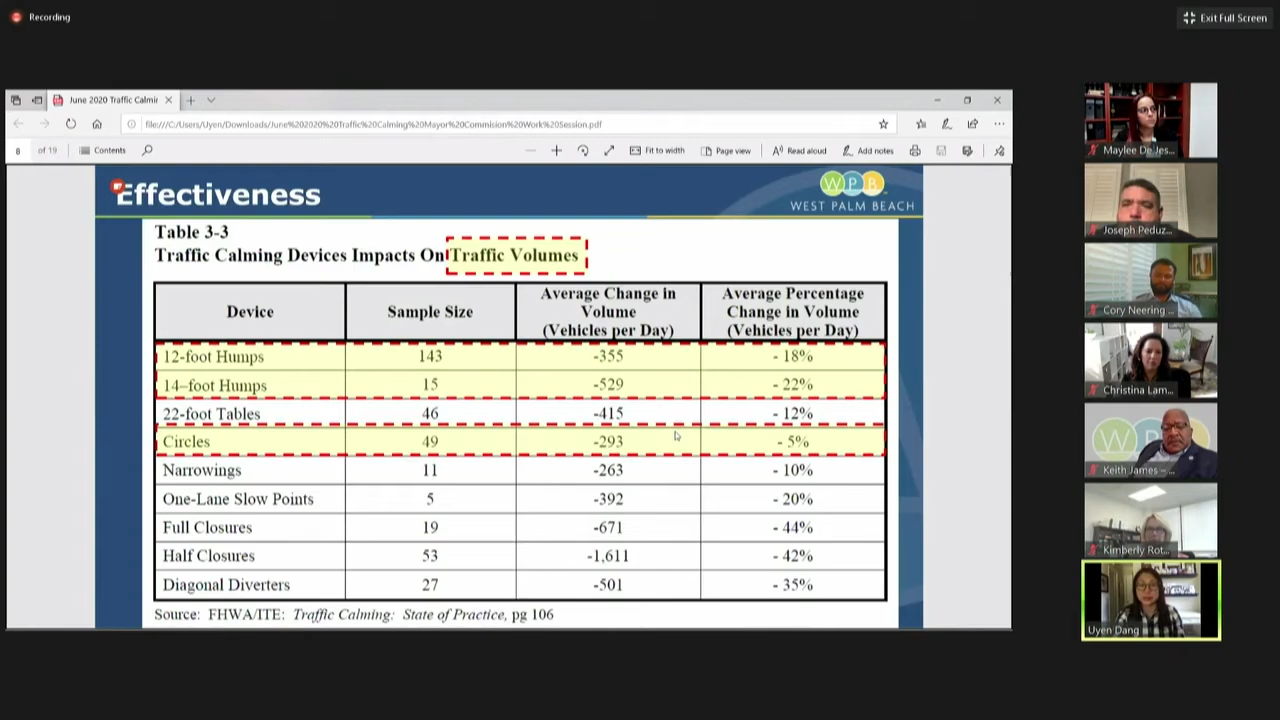 Recording
Exit Full Screen
June 2020 Traffic Calmir
file:///C:/Users/Uyen/Downloads/June%202020%20Traffic%20Calming%20Mayor%20Commision%20Work%20Session.pdf
8 of 19 Contents Fit to width Page view Read aloud Add notes
Effectiveness
WPB
WEST PALM BEACH
Table 3-3
Traffic Calming Devices Impacts On Traffic Volumes
Device Sample Size Average Change in Volume (Vehicles per Day) Average Percentage Change in Volume (Vehicles per Day)
12-foot Humps 143 -355 - 18%
14–foot Humps 15 -529 - 22%
22-foot Tables 46 -415 - 12%
Circles 49 -293 - 5%
Narrowings 11 -263 - 10%
One-Lane Slow Points 5 -392 - 20%
Full Closures 19 -671 - 44%
Half Closures 53 -1,611 - 42%
Diagonal Diverters 27 -501 - 35%
Source: FHWA/ITE: Traffic Calming: State of Practice, pg 106
Maylee De Jes...
Joseph Peduz...
Cory Neering ...
Christina Lam...
WPB
Keith James – ...
Kimberly Rot...
Uyen Dang